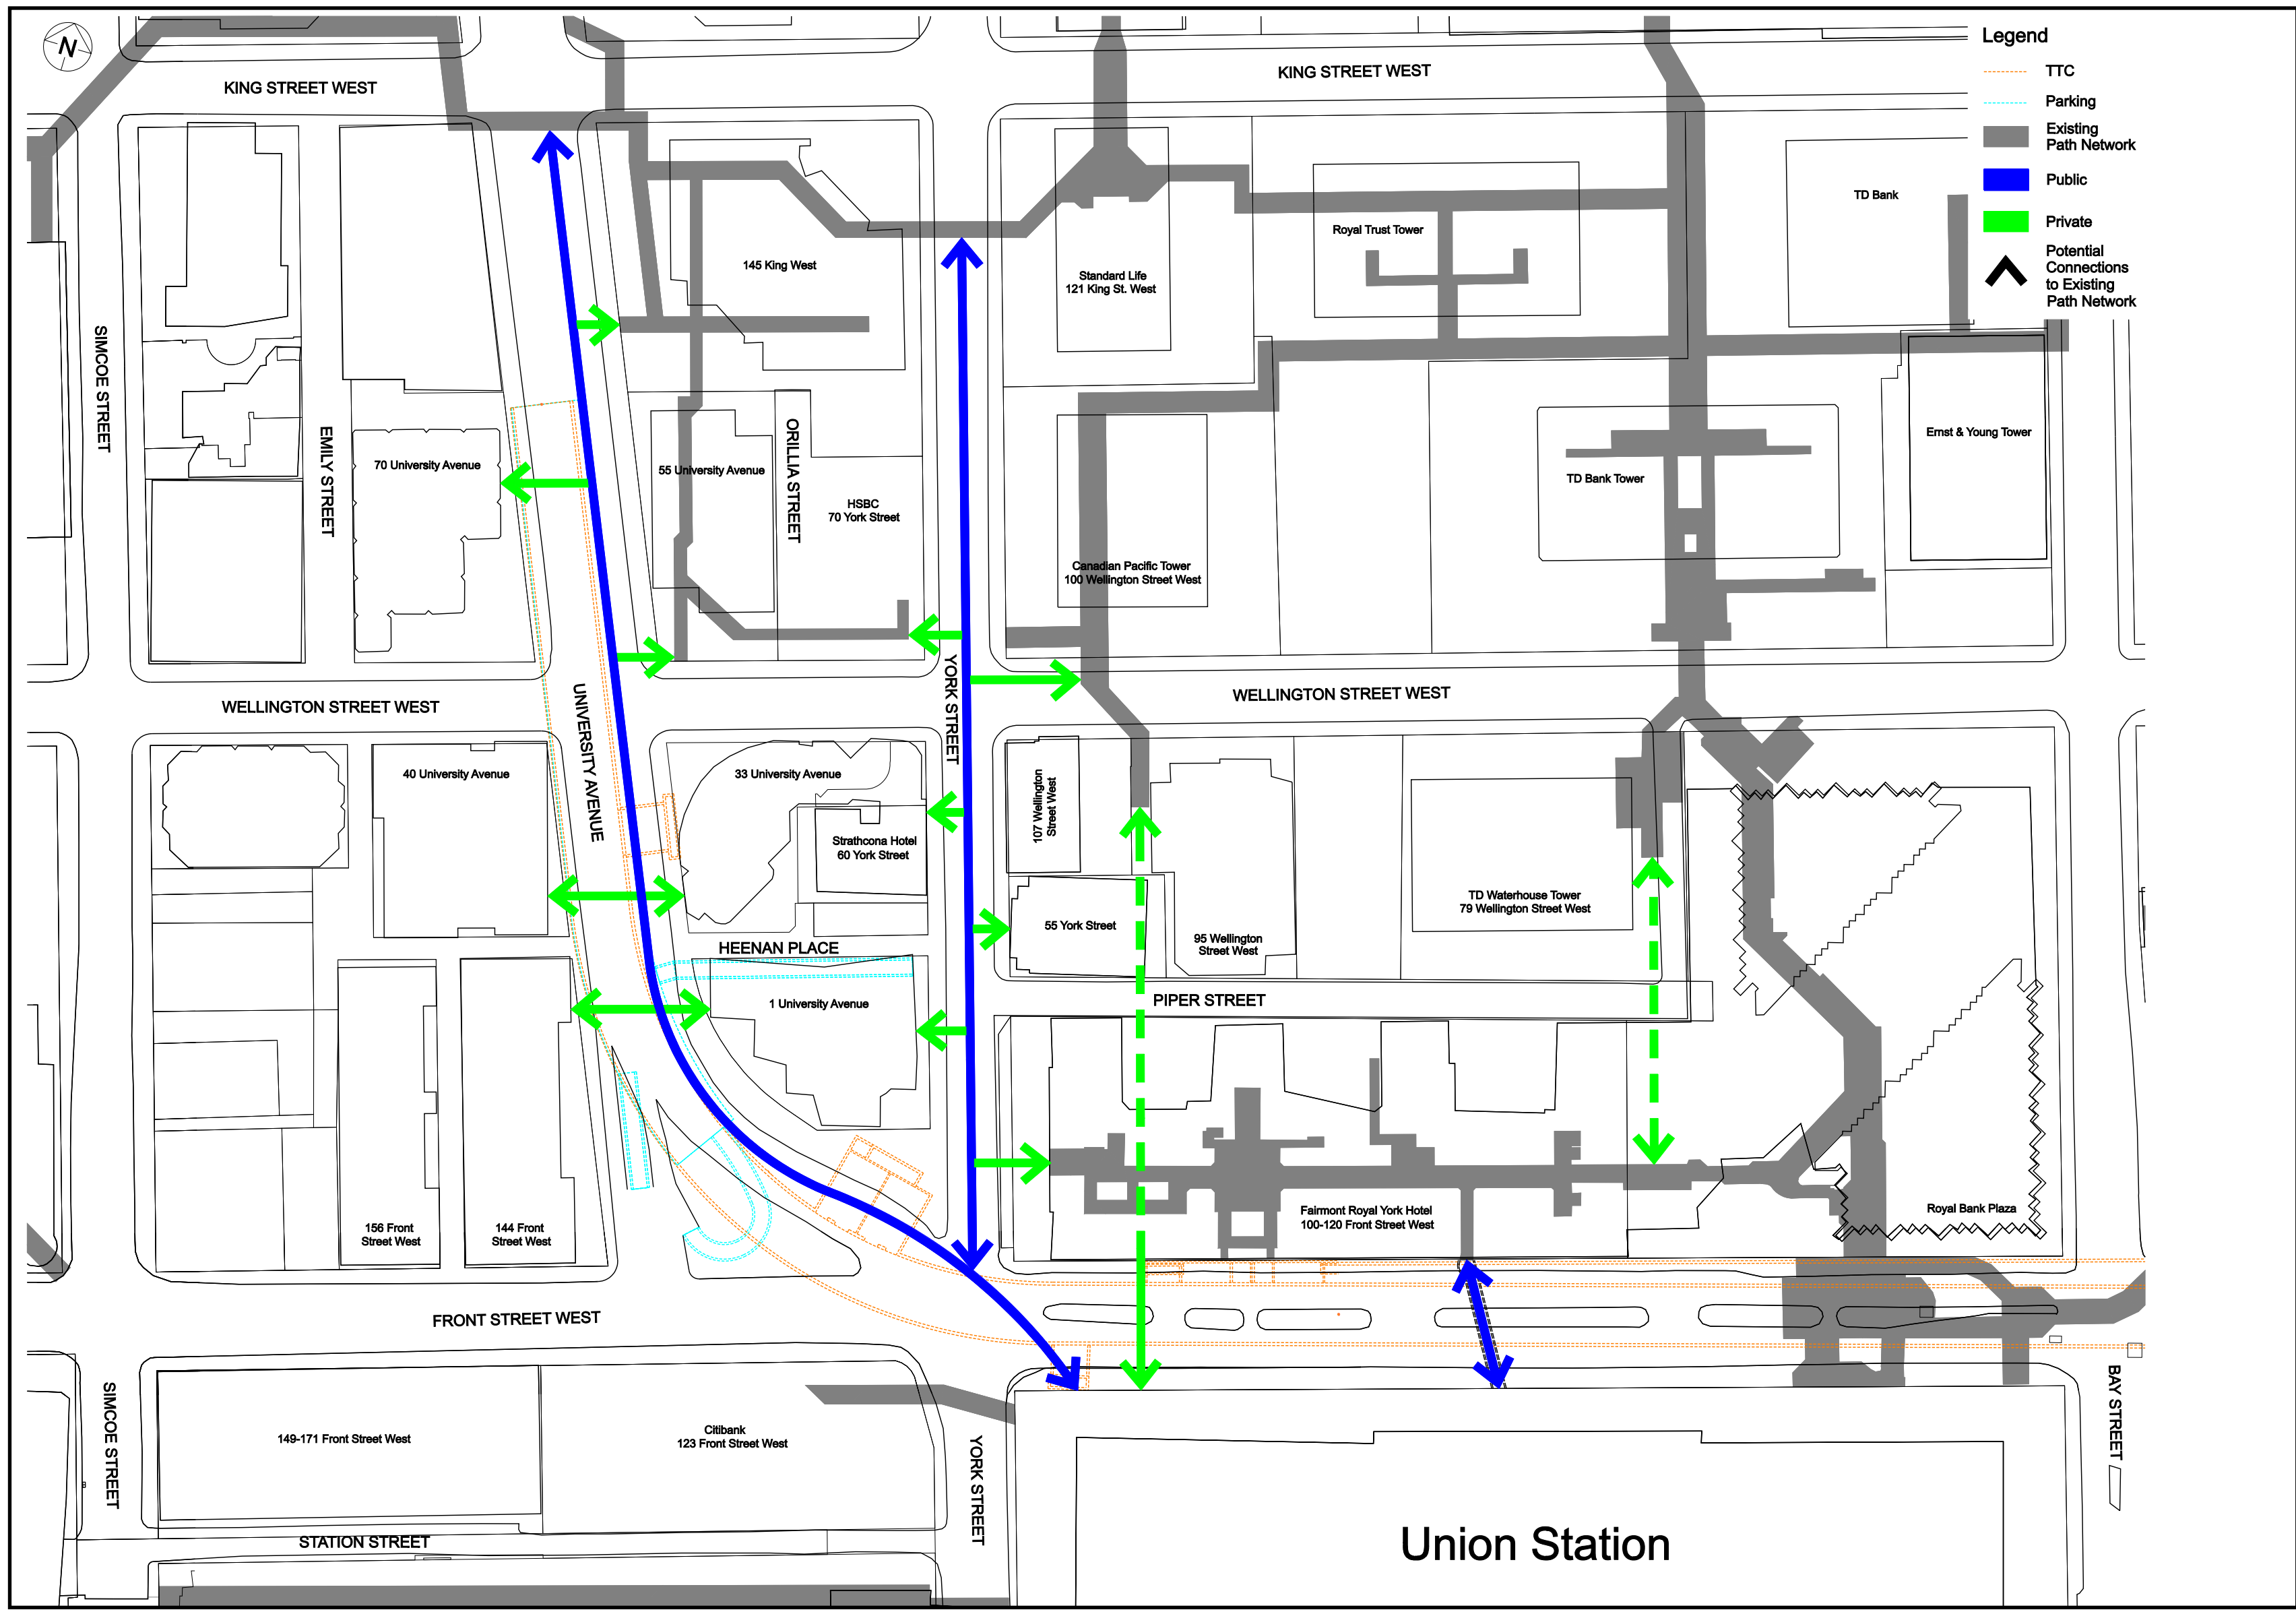 N
Legend
TTC
Parking
Existing
Path Network
Public
Private
Potential
Connections
to Existing
Path Network
KING STREET WEST
KING STREET WEST
TD Bank
Royal Trust Tower
145 King West
Standard Life
121 King St. West
SIMCOE STREET
EMILY STREET
70 University Avenue
55 University Avenue
ORILLIA STREET
HSBC
70 York Street
Canadian Pacific Tower
100 Wellington Street West
TD Bank Tower
Ernst & Young Tower
WELLINGTON STREET WEST
UNIVERSITY AVENUE
YORK STREET
WELLINGTON STREET WEST
40 University Avenue
33 University Avenue
Strathcona Hotel
60 York Street
107 Wellington
Street West
55 York Street
95 Wellington
Street West
TD Waterhouse Tower
79 Wellington Street West
HEENAN PLACE
1 University Avenue
PIPER STREET
156 Front
Street West
144 Front
Street West
Fairmont Royal York Hotel
100-120 Front Street West
Royal Bank Plaza
FRONT STREET WEST
SIMCOE STREET
149-171 Front Street West
Citibank
123 Front Street West
YORK STREET
BAY STREET
STATION STREET
Union Station